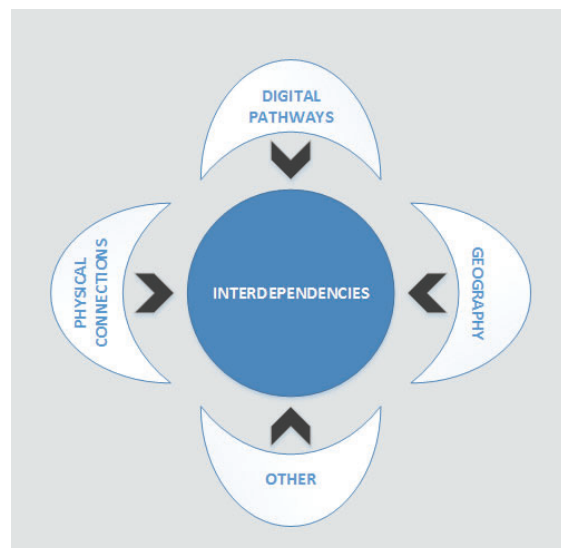 DIGITAL
PATHWAYS
PHYSICAL
CONNECTIONS
INTERDEPENDENCIES
GEOGRAPHY
OTHER